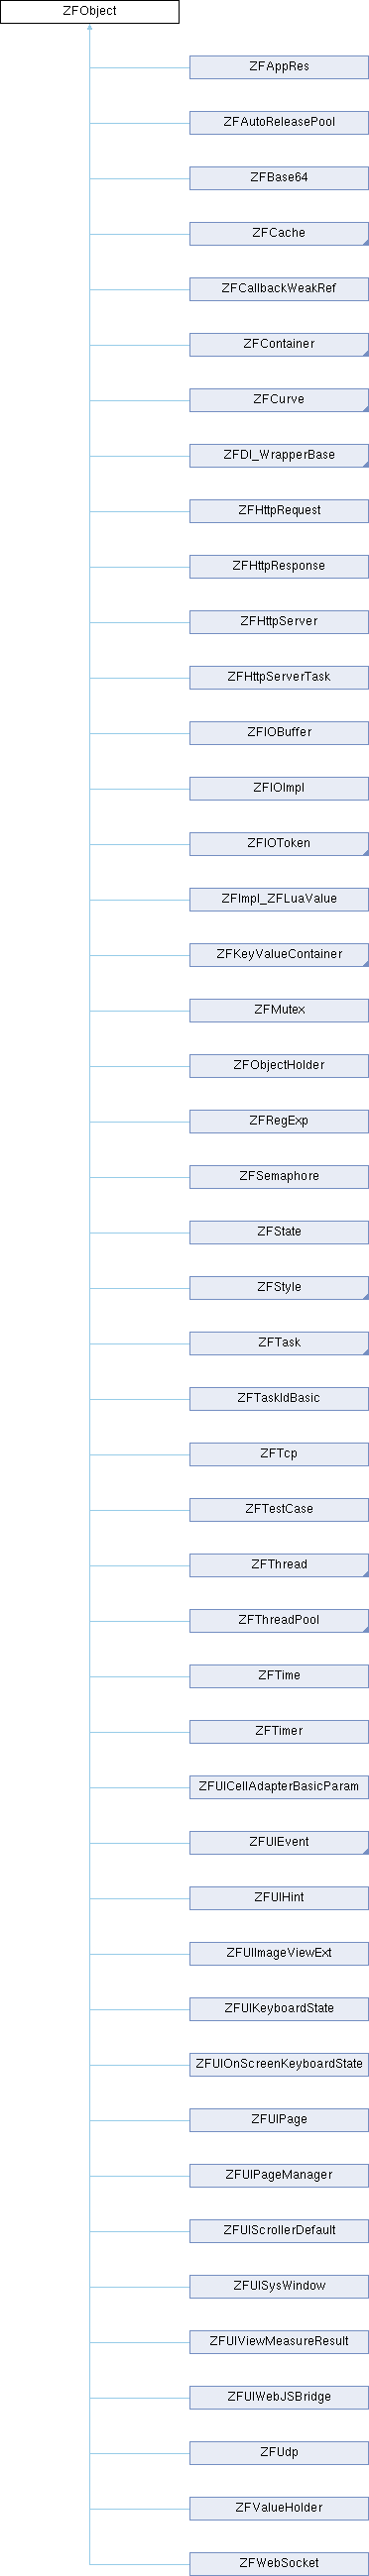 ZFObject
ZFAppRes
ZFAutoReleasePool
ZFBase64
ZFCache
ZFCallbackWeakRef
ZFContainer
ZFCurve
ZFDI_WrapperBase
ZFHttpRequest
ZFHttpResponse
ZFHttpServer
ZFHttpServerTask
ZFIOBuffer
ZFIOImpl
ZFIOToken
ZFImpl_ZFLuaValue
ZFKeyValueContainer
ZFMutex
ZFObjectHolder
ZFRegExp
ZFSemaphore
ZFState
ZFStyle
ZFTask
ZFTaskIdBasic
ZFTcp
ZFTestCase
ZFThread
ZFThreadPool
ZFTime
ZFTimer
ZFUICellAdapterBasicParam
ZFUIEvent
ZFUIHint
ZFUIImageViewExt
ZFUIKeyboardState
ZFUIOnScreenKeyboardState
ZFUIPage
ZFUIPageManager
ZFUIScrollerDefault
ZFUISysWindow
ZFUIViewMeasureResult
ZFUIWebJSBridge
ZFUdp
ZFValueHolder
ZFWebSocket